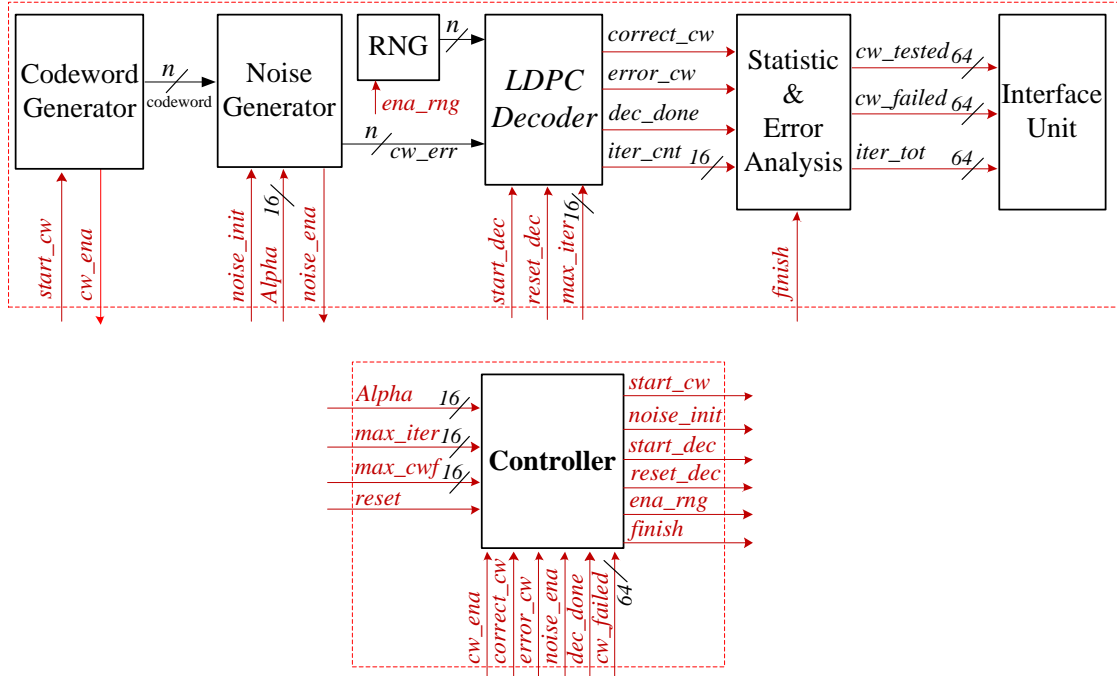 Codeword
Generator
n
codeword
Noise
Generator
RNG
n
ena_rng
n
cw_err
LDPC
Decoder
correct_cw
error_cw
dec_done
iter_cnt 16
Statistic
&
Error
Analysis
cw_tested 64
cw_failed 64
iter_tot 64
Interface
Unit
start_cw
cw_ena
noise_init
Alpha 16
noise_ena
start_dec
reset_dec
max_iter 16
finish
Alpha 16
max_iter 16
max_cwf 16
reset
Controller
start_cw
noise_init
start_dec
reset_dec
ena_rng
finish
cw_ena
correct_cw
error_cw
noise_ena
dec_done
cw_failed 64